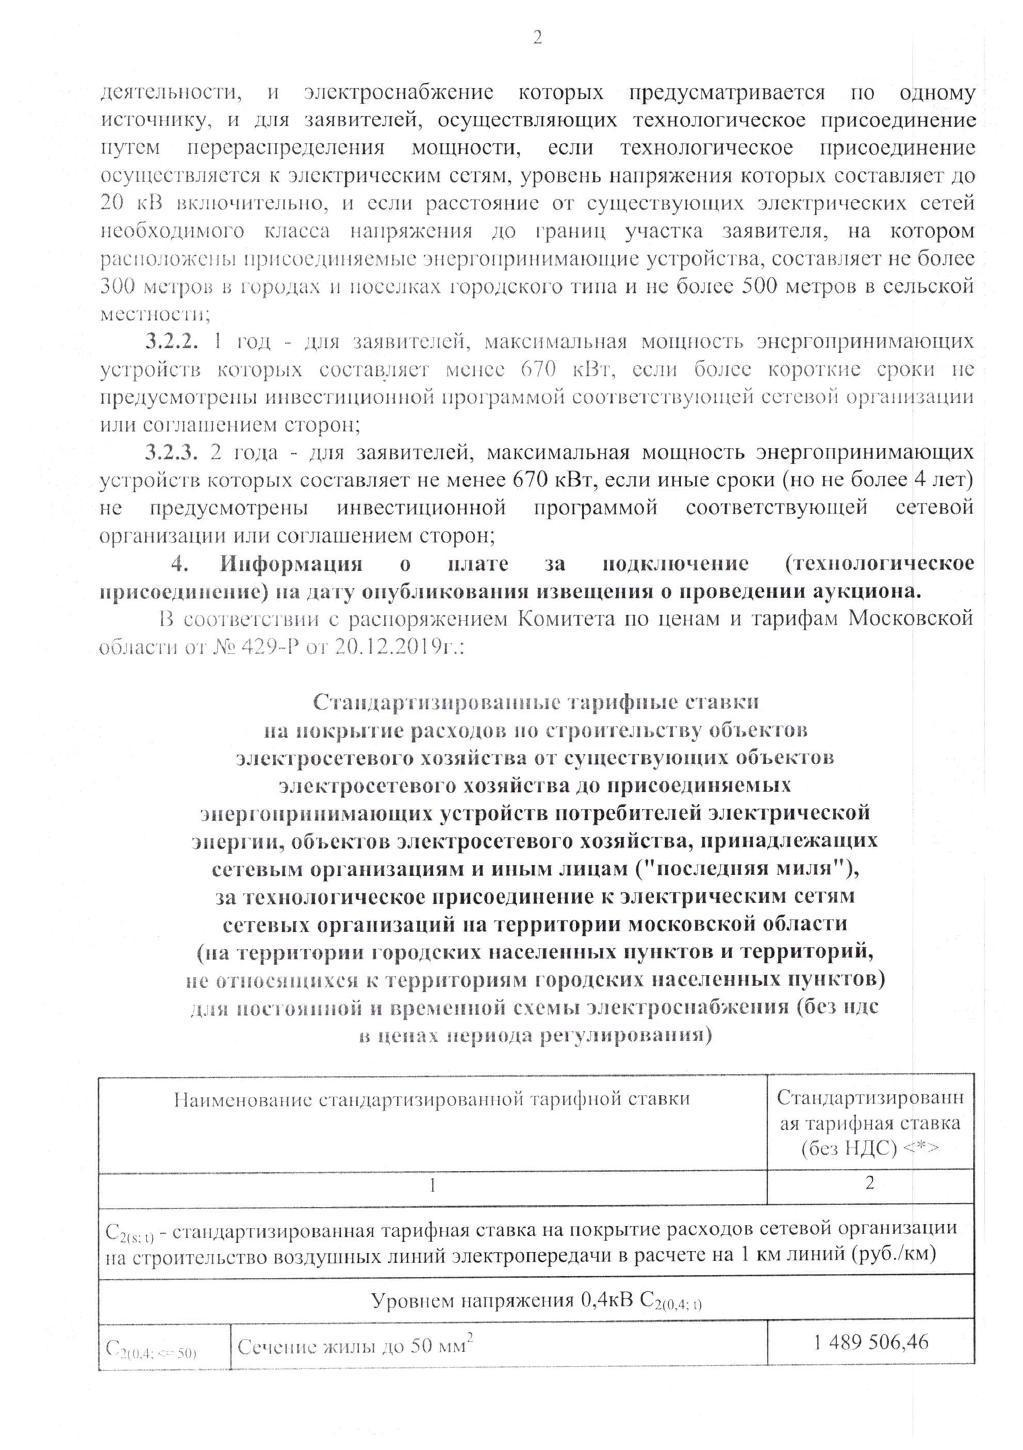 2
деятельности, и электроснабжение которых предусматривается по одному
источнику, и для заявителей, осуществляющих технологическое присоединение
путем перераспределения мощности, если технологическое присоединение
осуществляется к электрическим сетям, уровень напряжения которых составляет до
20 кВ включительно, и если расстояние от существующих электрических сетей
необходимого класса напряжения до границ участка заявителя, на котором
расположены присоединяемые энергопринимающие устройства, составляет не более
300 метров в городах и поселках городского типа и не более 500 метров в сельской
местности;
3.2.2. 1 год - для заявителей, максимальная мощность энергопринимающих
устройств которых составляет менее 670 кВт, если более короткие сроки не
предусмотрены инвестиционной программой соответствующей сетевой организации
или соглашением сторон;
3.2.3. 2 года - для заявителей, максимальная мощность энергопринимающих
устройств которых составляет не менее 670 кВт, если иные сроки (но не более 4 лет)
не предусмотрены инвестиционной программой соответствующей сетевой
организации или соглашением сторон;
4. Информация о плате за подключение (технологическое
присоединение) на дату опубликования извещения о проведении аукциона.
В соответствии с распоряжением Комитета по ценам и тарифам Московской
области от № 429-Р от 20.12.2019г.:
Стандартизированные тарифные ставки
на покрытие расходов по строительству объектов
электросетевого хозяйства от существующих объектов
электросетевого хозяйства до присоединяемых
энергопринимающих устройств потребителей электрической
энергии, объектов электросетевого хозяйства, принадлежащих
сетевым организациям и иным лицам ("последняя миля"),
за технологическое присоединение к электрическим сетям
сетевых организаций на территории московской области
(на территории городских населенных пунктов и территорий,
не относящихся к территориям городских населенных пунктов)
для постоянной и временной схемы электроснабжения (без ндс
в ценах периода регулирования)
Наименование стандартизированной тарифной ставки
Стандартизированн
ая тарифная ставка
(без НДС) <*>
1
2
С2(s; t) - стандартизированная тарифная ставка на покрытие расходов сетевой организации
на строительство воздушных линий электропередачи в расчете на 1 км линий (руб./км)
Уровнем напряжения 0,4кВ С2(0,4; t)
С2(0,4; <=50)
Сечение жилы до 50 мм²
1 489 506,46